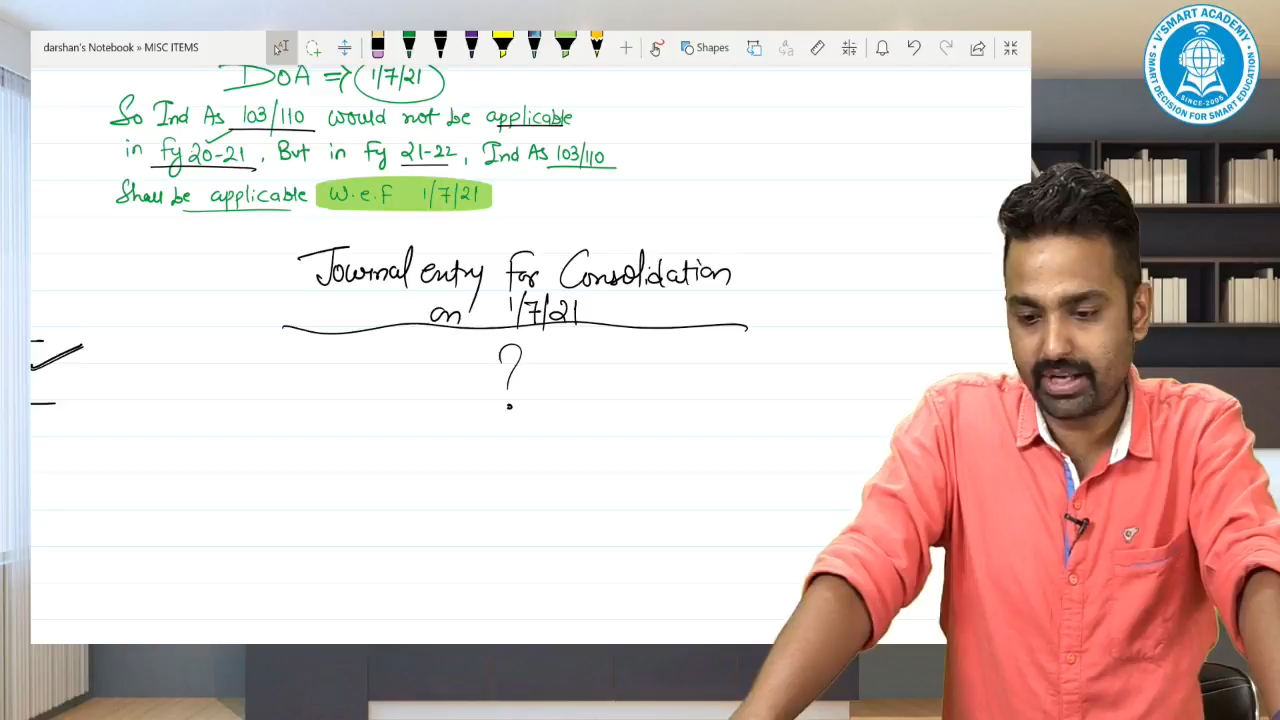 darshan's Notebook » MISC ITEMS
Shapes
V'SMART ACADEMY
SMART DECISION FOR SMART EDUCATION
SINCE-2005
DOA ⇒ 1/7/21
So Ind As 103/110 would not be applicable
in Fy 20-21, But in Fy 21-22, Ind As 103/110
Shall be applicable W.e.f 1/7/21
Journal entry for Consolidation
on 1/7/21
?